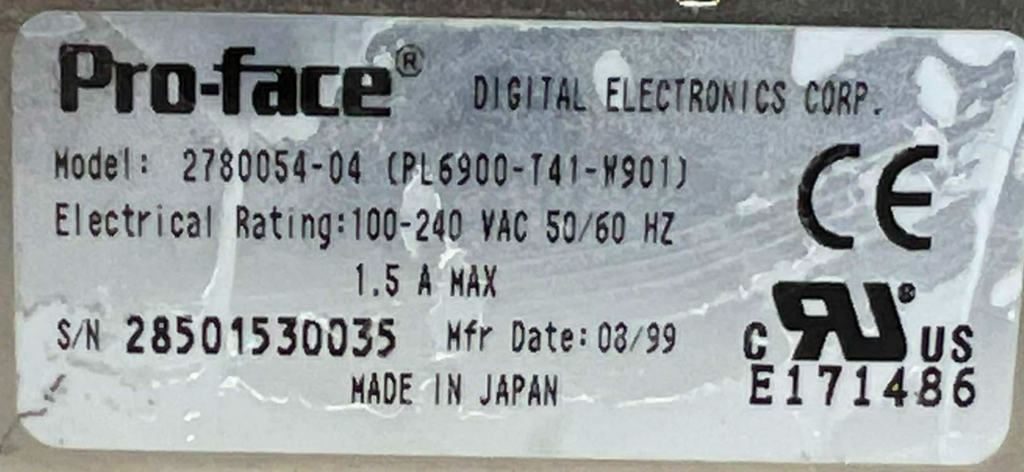 Pro-face® DIGITAL ELECTRONICS CORP.
Model: 2780054-04 (PL6900-T41-W901)
Electrical Rating:100-240 VAC 50/60 HZ
1.5 A MAX
S/N 28501530035 Mfr Date: 08/99
MADE IN JAPAN
CE
C RU® US
E171486